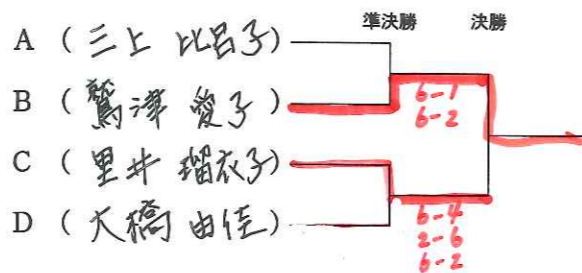 準決勝 決勝
A ( 三上 比呂子 )
B ( 鷲津 愛子 )
6-1
6-2
C ( 里井 瑠衣子 )
D ( 大橋 由佳 )
6-4
2-6
6-2